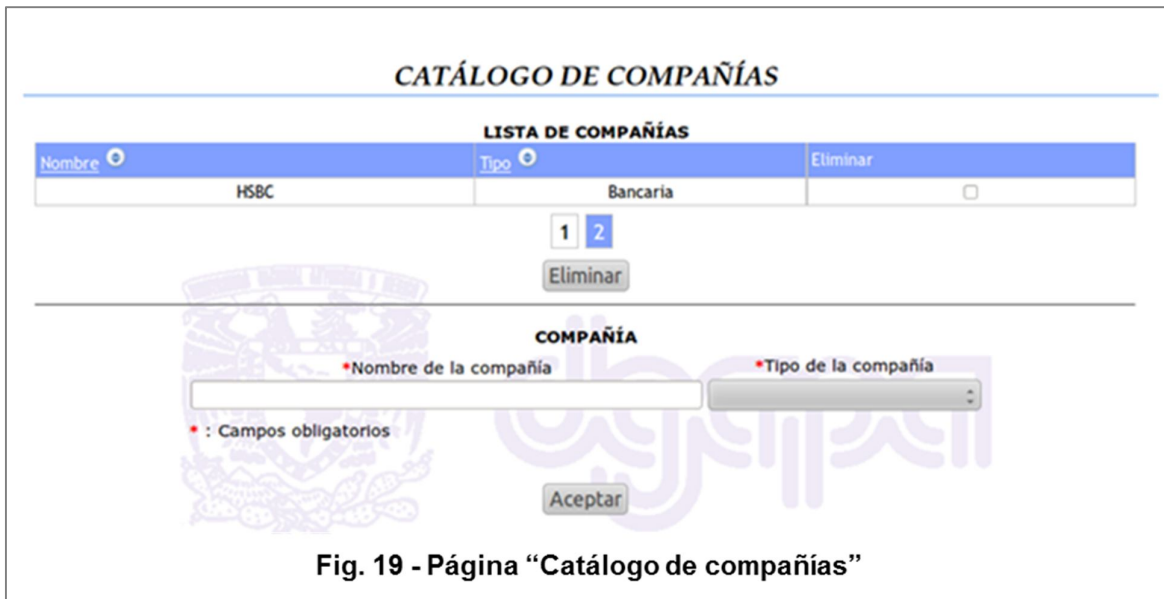 CATÁLOGO DE COMPAÑÍAS
LISTA DE COMPAÑÍAS
Nombre Tipo Eliminar
HSBC Bancaria
1 2
Eliminar
COMPAÑÍA
*Nombre de la compañía *Tipo de la compañía
* : Campos obligatorios
Aceptar
Fig. 19 - Página “Catálogo de compañías”